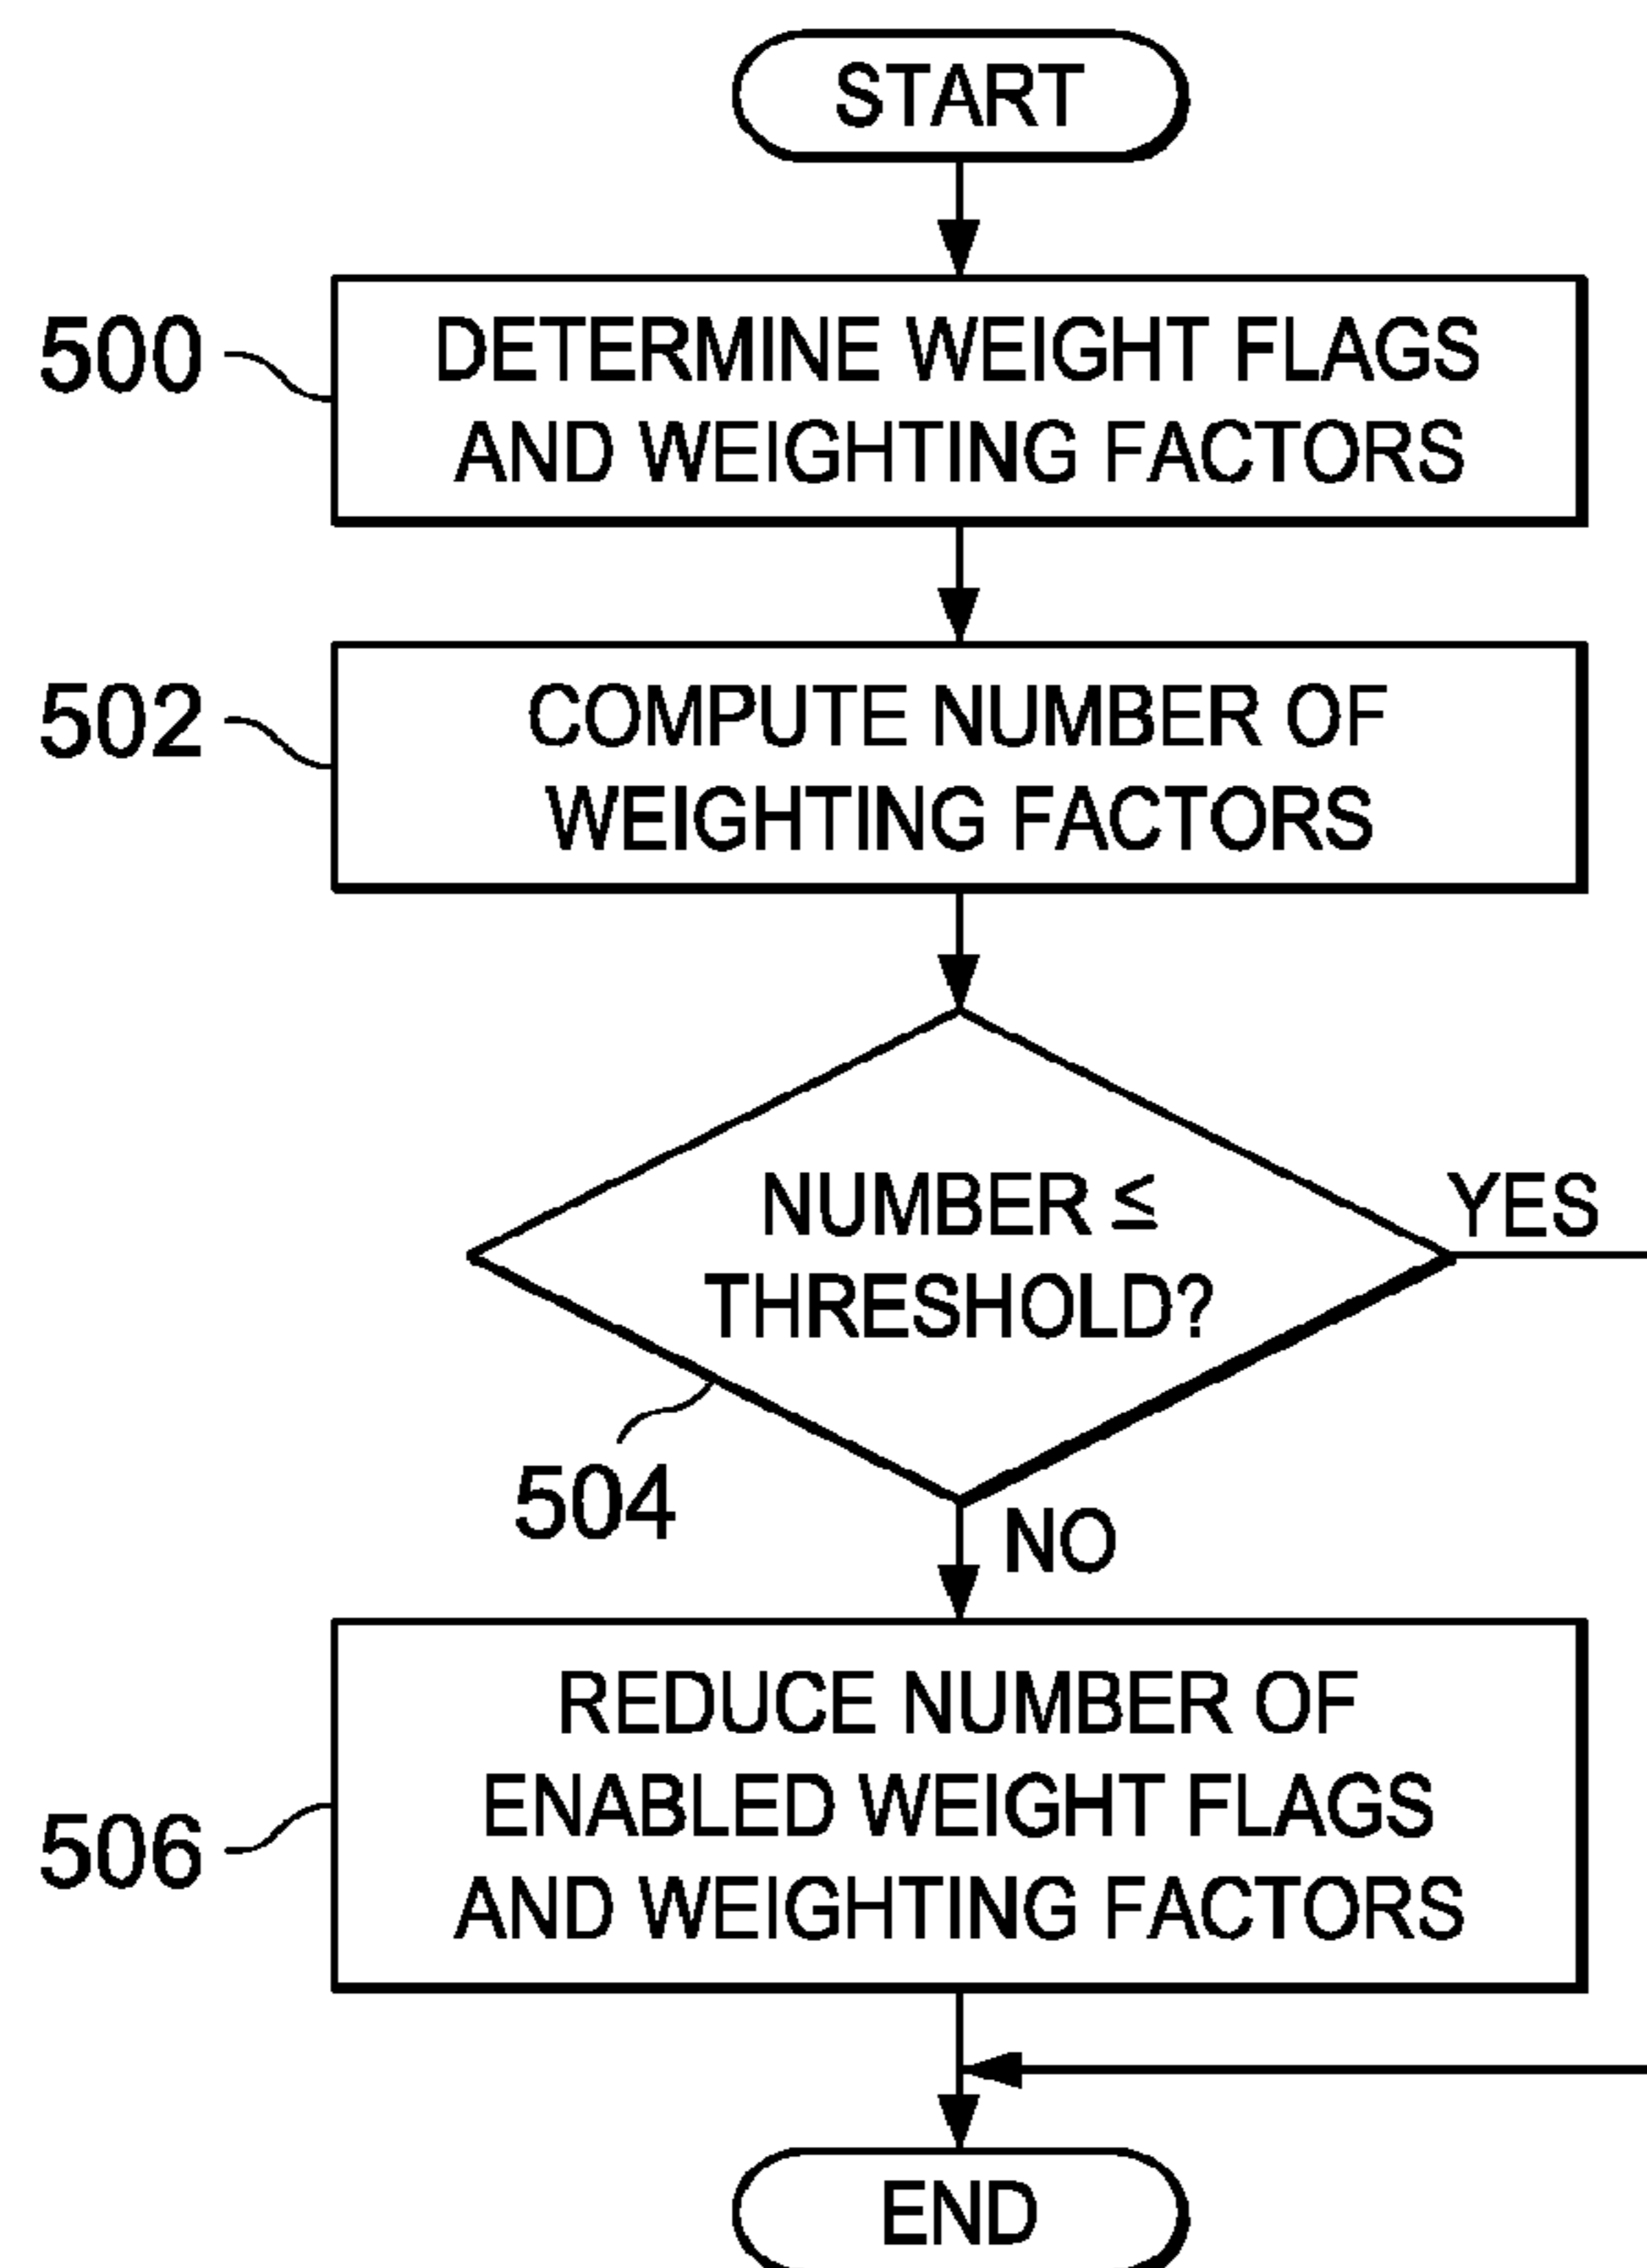 START
500
DETERMINE WEIGHT FLAGS
AND WEIGHTING FACTORS
502
COMPUTE NUMBER OF
WEIGHTING FACTORS
NUMBER ≤
THRESHOLD?
YES
504
NO
506
REDUCE NUMBER OF
ENABLED WEIGHT FLAGS
AND WEIGHTING FACTORS
END